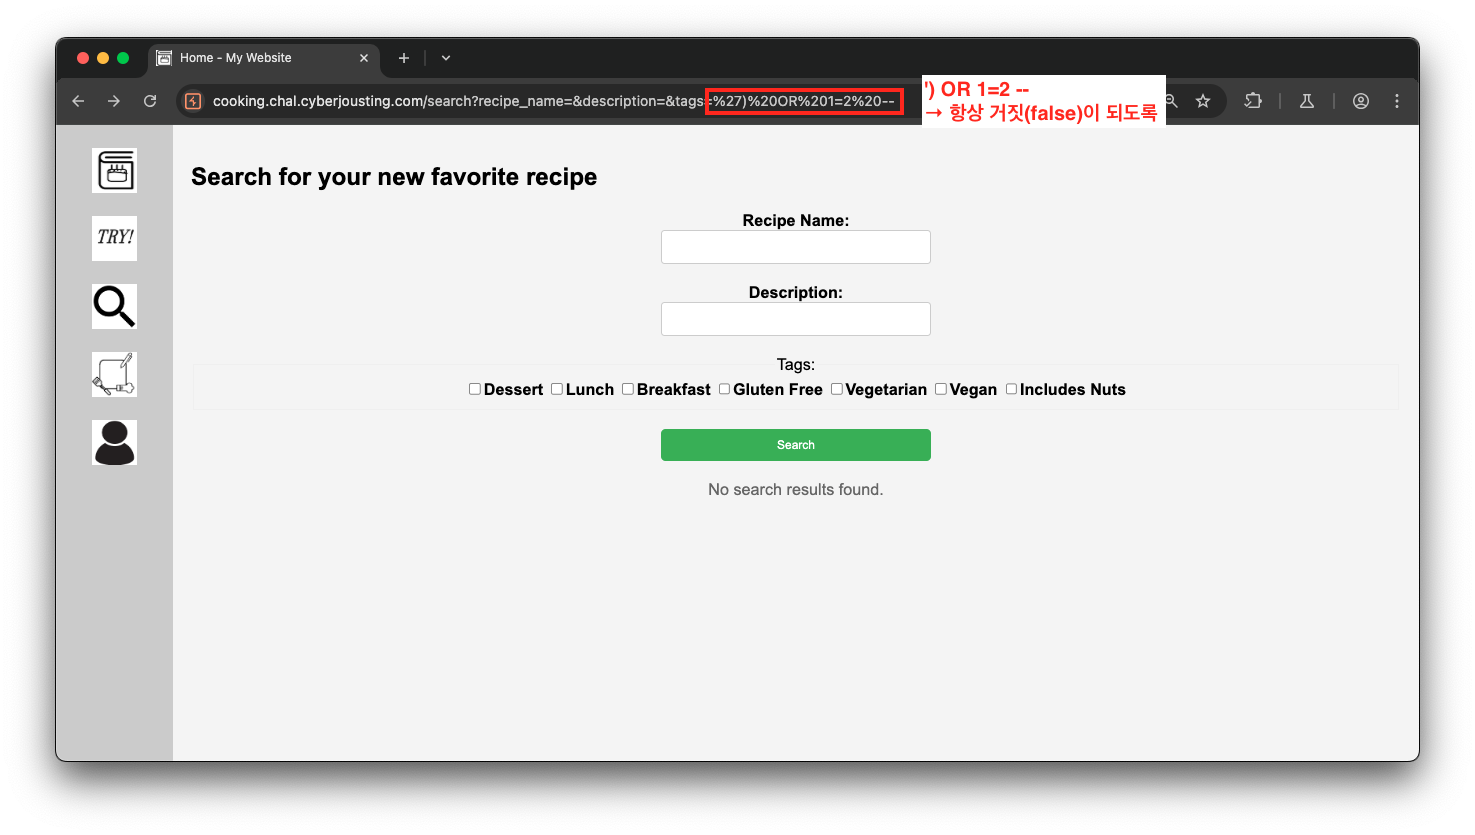 Home - My Website
cooking.chal.cyberjousting.com/search?recipe_name=&description=&tags=%27)%20OR%201=2%20--
') OR 1=2 --
→ 항상 거짓(false)이 되도록
TRY!
Search for your new favorite recipe
Recipe Name:
Description:
Tags:
Dessert Lunch Breakfast Gluten Free Vegetarian Vegan Includes Nuts
Search
No search results found.